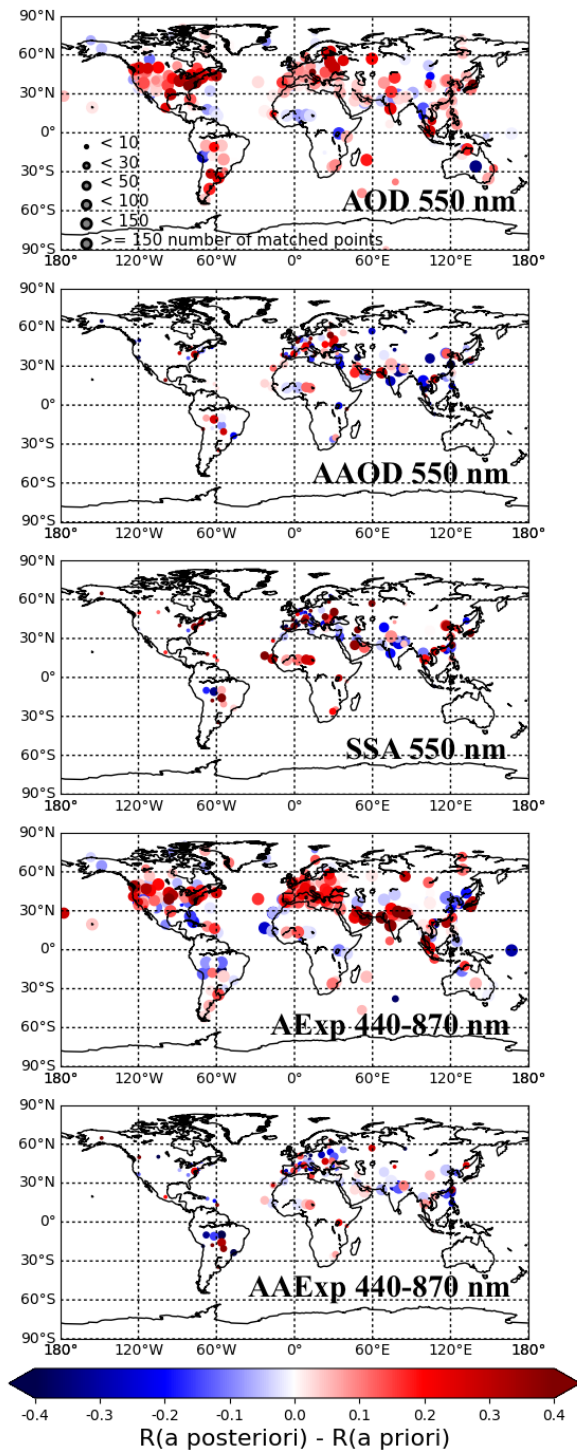 90°N
60°N
30°N
0°
30°S
60°S
90°S
< 10
< 30
< 50
< 100
< 150
>= 150 number of matched points
AOD 550 nm
180° 120°W 60°W 0° 60°E 120°E 180°
90°N
60°N
30°N
0°
30°S
60°S
90°S
AAOD 550 nm
180° 120°W 60°W 0° 60°E 120°E 180°
90°N
60°N
30°N
0°
30°S
60°S
90°S
SSA 550 nm
180° 120°W 60°W 0° 60°E 120°E 180°
90°N
60°N
30°N
0°
30°S
60°S
90°S
AExp 440-870 nm
180° 120°W 60°W 0° 60°E 120°E 180°
90°N
60°N
30°N
0°
30°S
60°S
90°S
AAExp 440-870 nm
180° 120°W 60°W 0° 60°E 120°E 180°
-0.4 -0.3 -0.2 -0.1 0.0 0.1 0.2 0.3 0.4
R(a posteriori) - R(a priori)